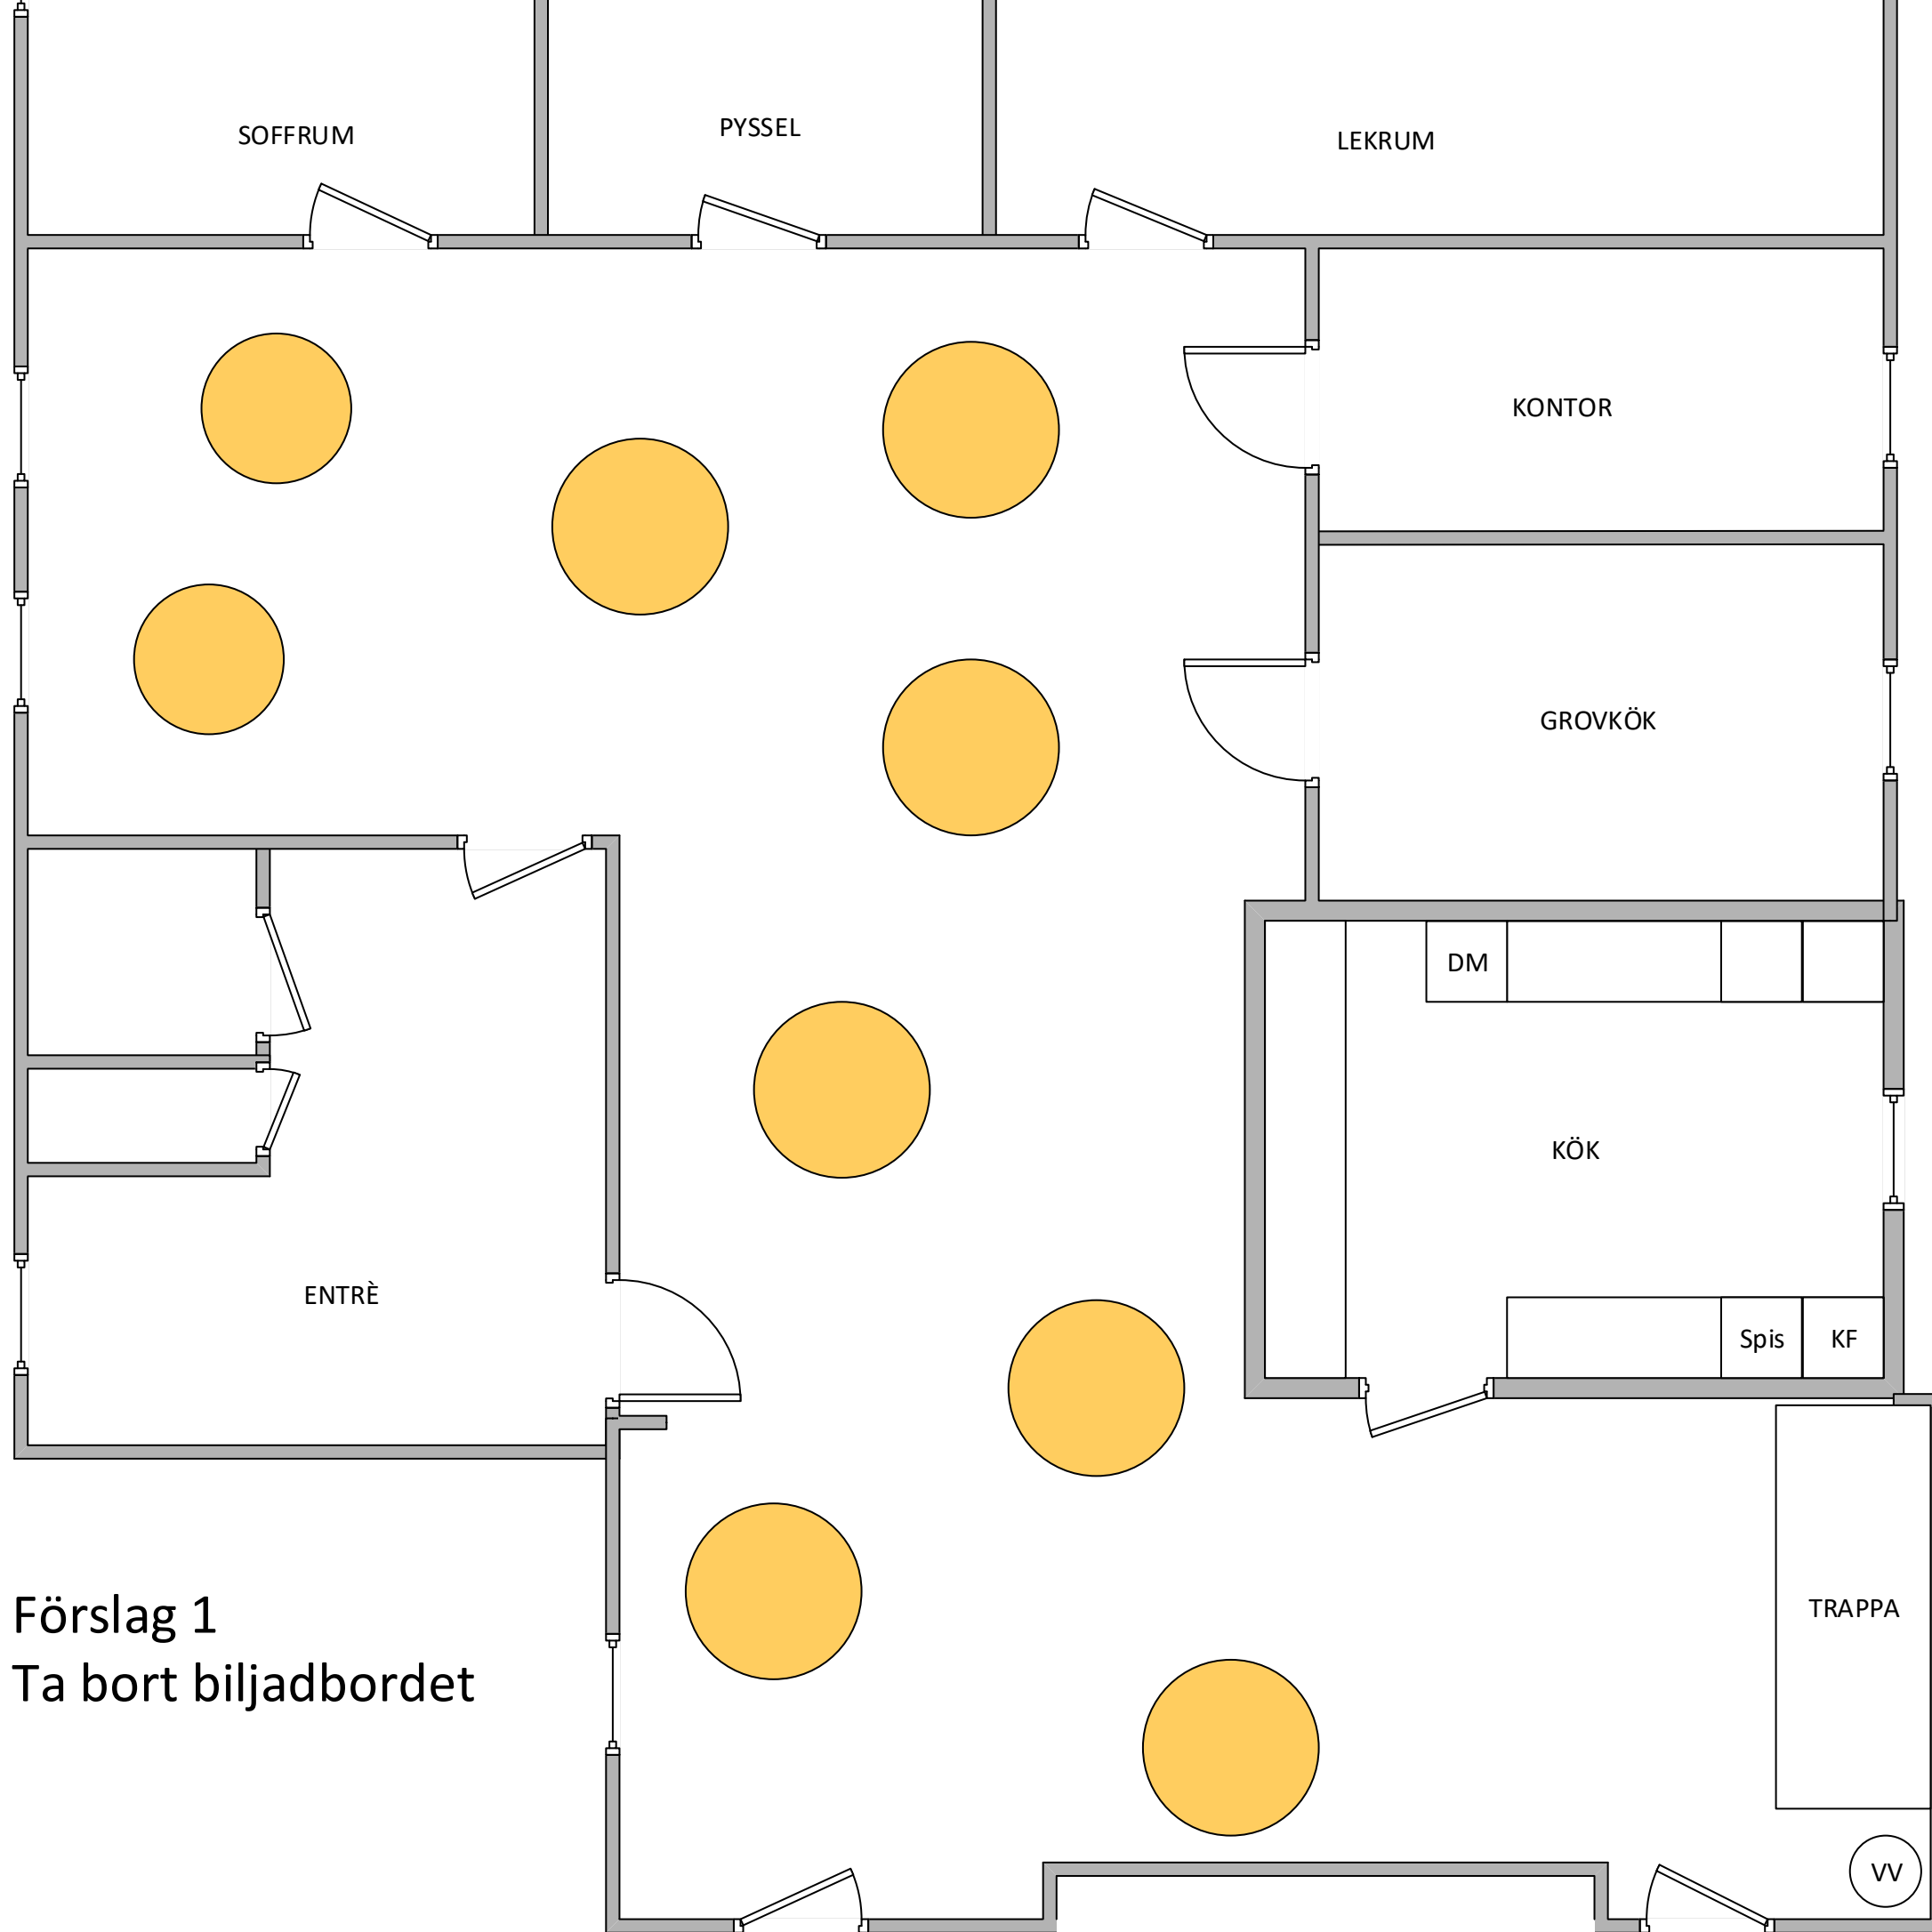 SOFFRUM
PYSSEL
LEKRUM
KONTOR
GROVKÖK
DM
KÖK
ENTRÈ
Spis
KF
TRAPPA
VV
Förslag 1
Ta bort biljadbordet